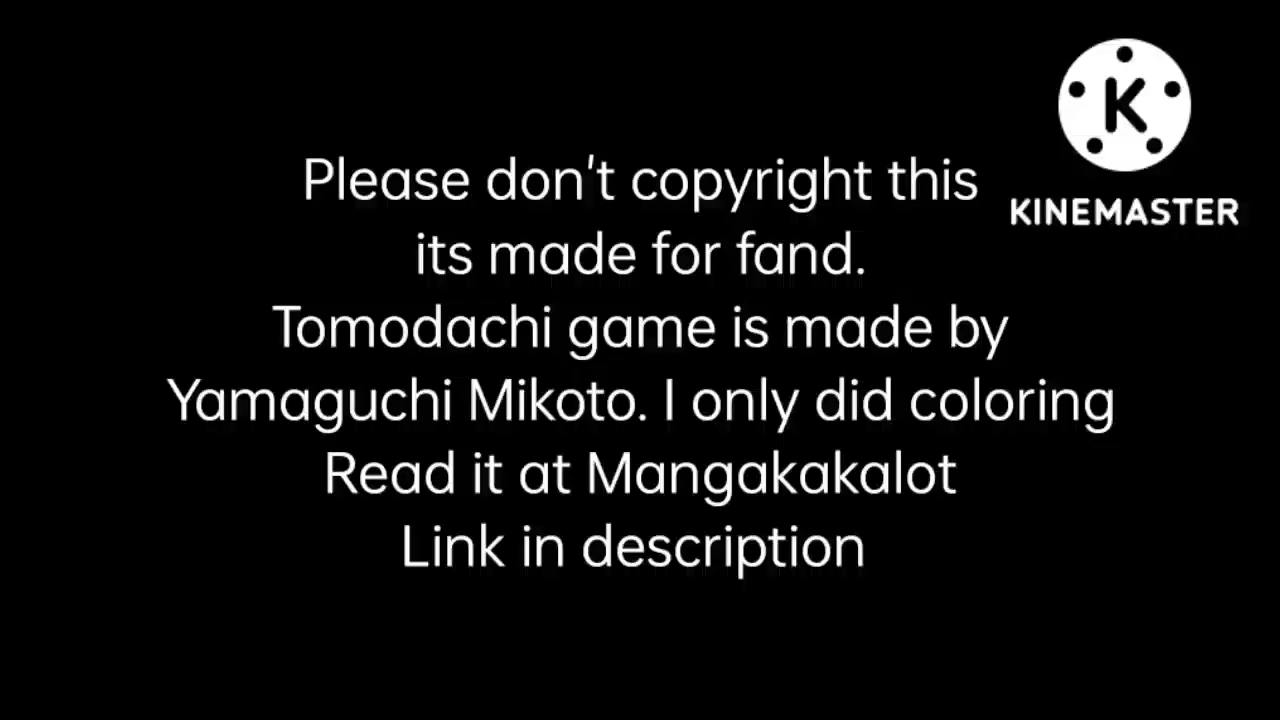 Please don't copyright this
its made for fand.
Tomodachi game is made by
Yamaguchi Mikoto. I only did coloring
Read it at Mangakakalot
Link in description
K
KINEMASTER